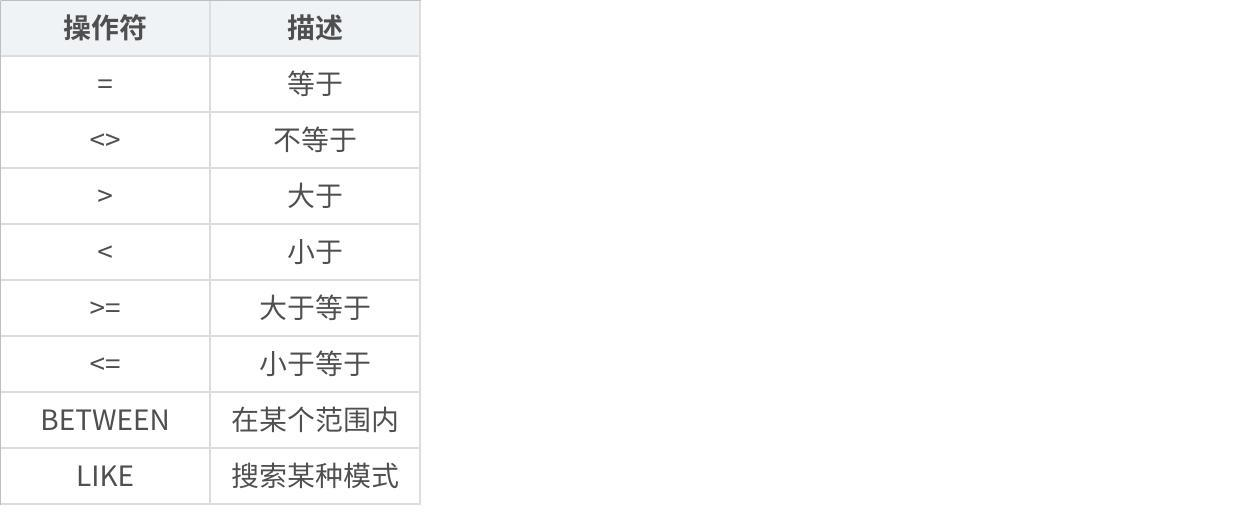 操作符 描述
= 等于
<> 不等于
> 大于
< 小于
>= 大于等于
<= 小于等于
BETWEEN 在某个范围内
LIKE 搜索某种模式